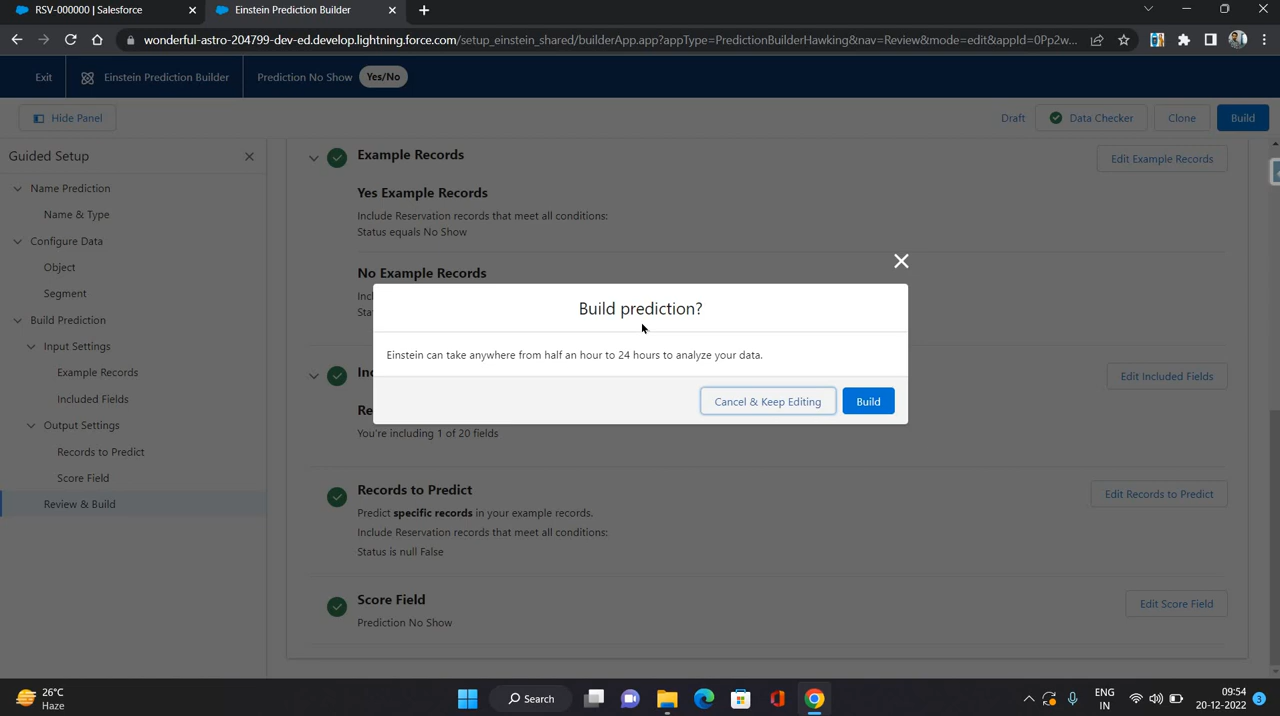 RSV-000000 | Salesforce
Einstein Prediction Builder
wonderful-astro-204799-dev-ed.develop.lightning.force.com/setup_einstein_shared/builderApp.app?appType=PredictionBuilderHawking&nav=Review&mode=edit&appId=0Pp2w...
Exit
Einstein Prediction Builder
Prediction No Show
Yes/No
Hide Panel
Draft
Data Checker
Clone
Build
Guided Setup
Name Prediction
Name & Type
Configure Data
Object
Segment
Build Prediction
Input Settings
Example Records
Included Fields
Output Settings
Records to Predict
Score Field
Review & Build
Example Records
Edit Example Records
Yes Example Records
Include Reservation records that meet all conditions:
Status equals No Show
No Example Records
Build prediction?
Einstein can take anywhere from half an hour to 24 hours to analyze your data.
Cancel & Keep Editing
Build
Edit Included Fields
You're including 1 of 20 fields
Records to Predict
Edit Records to Predict
Predict specific records in your example records.
Include Reservation records that meet all conditions:
Status is null False
Score Field
Edit Score Field
Prediction No Show
26°C
Haze
Search
ENG
IN
09:54
20-12-2022
3